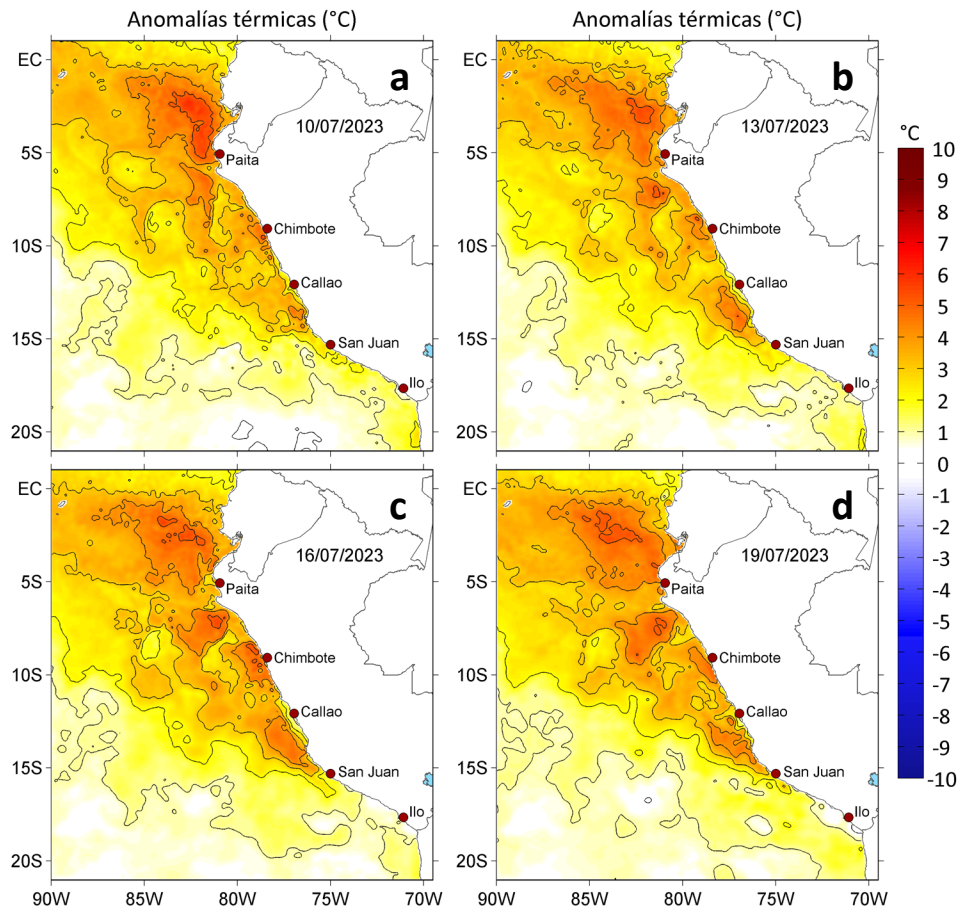 Anomalías térmicas (°C)
Anomalías térmicas (°C)
EC
5S
10S
15S
20S
a
10/07/2023
Paita
Chimbote
Callao
San Juan
Ilo
EC
5S
10S
15S
20S
b
13/07/2023
Paita
Chimbote
Callao
San Juan
Ilo
EC
5S
10S
15S
20S
c
16/07/2023
Paita
Chimbote
Callao
San Juan
Ilo
90W 85W 80W 75W 70W
EC
5S
10S
15S
20S
d
19/07/2023
Paita
Chimbote
Callao
San Juan
Ilo
90W 85W 80W 75W 70W
°C
10
9
8
7
6
5
4
3
2
1
0
-1
-2
-3
-4
-5
-6
-7
-8
-9
-10